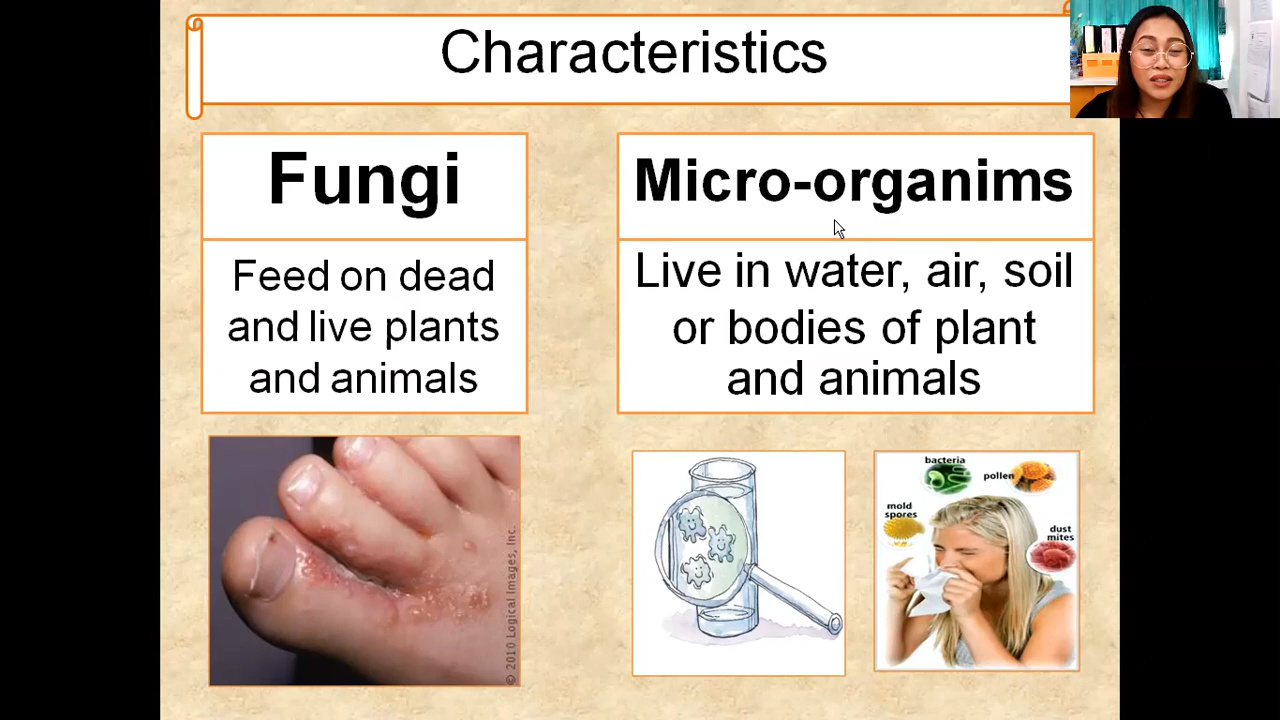 Characteristics
Fungi
Feed on dead
and live plants
and animals
Micro-organims
Live in water, air, soil
or bodies of plant
and animals
© 2010 Logical Images, Inc.
bacteria
pollen
mold
spores
dust
mites